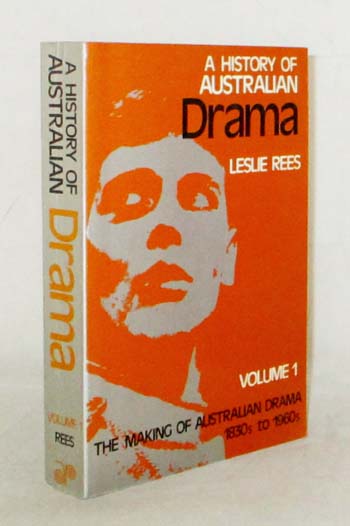 A HISTORY OF
AUSTRALIAN
Drama
LESLIE REES
VOLUME 1
THE MAKING OF AUSTRALIAN DRAMA
1830s to 1960s
A HISTORY OF
AUSTRALIAN
Drama
VOLUME 1
REES